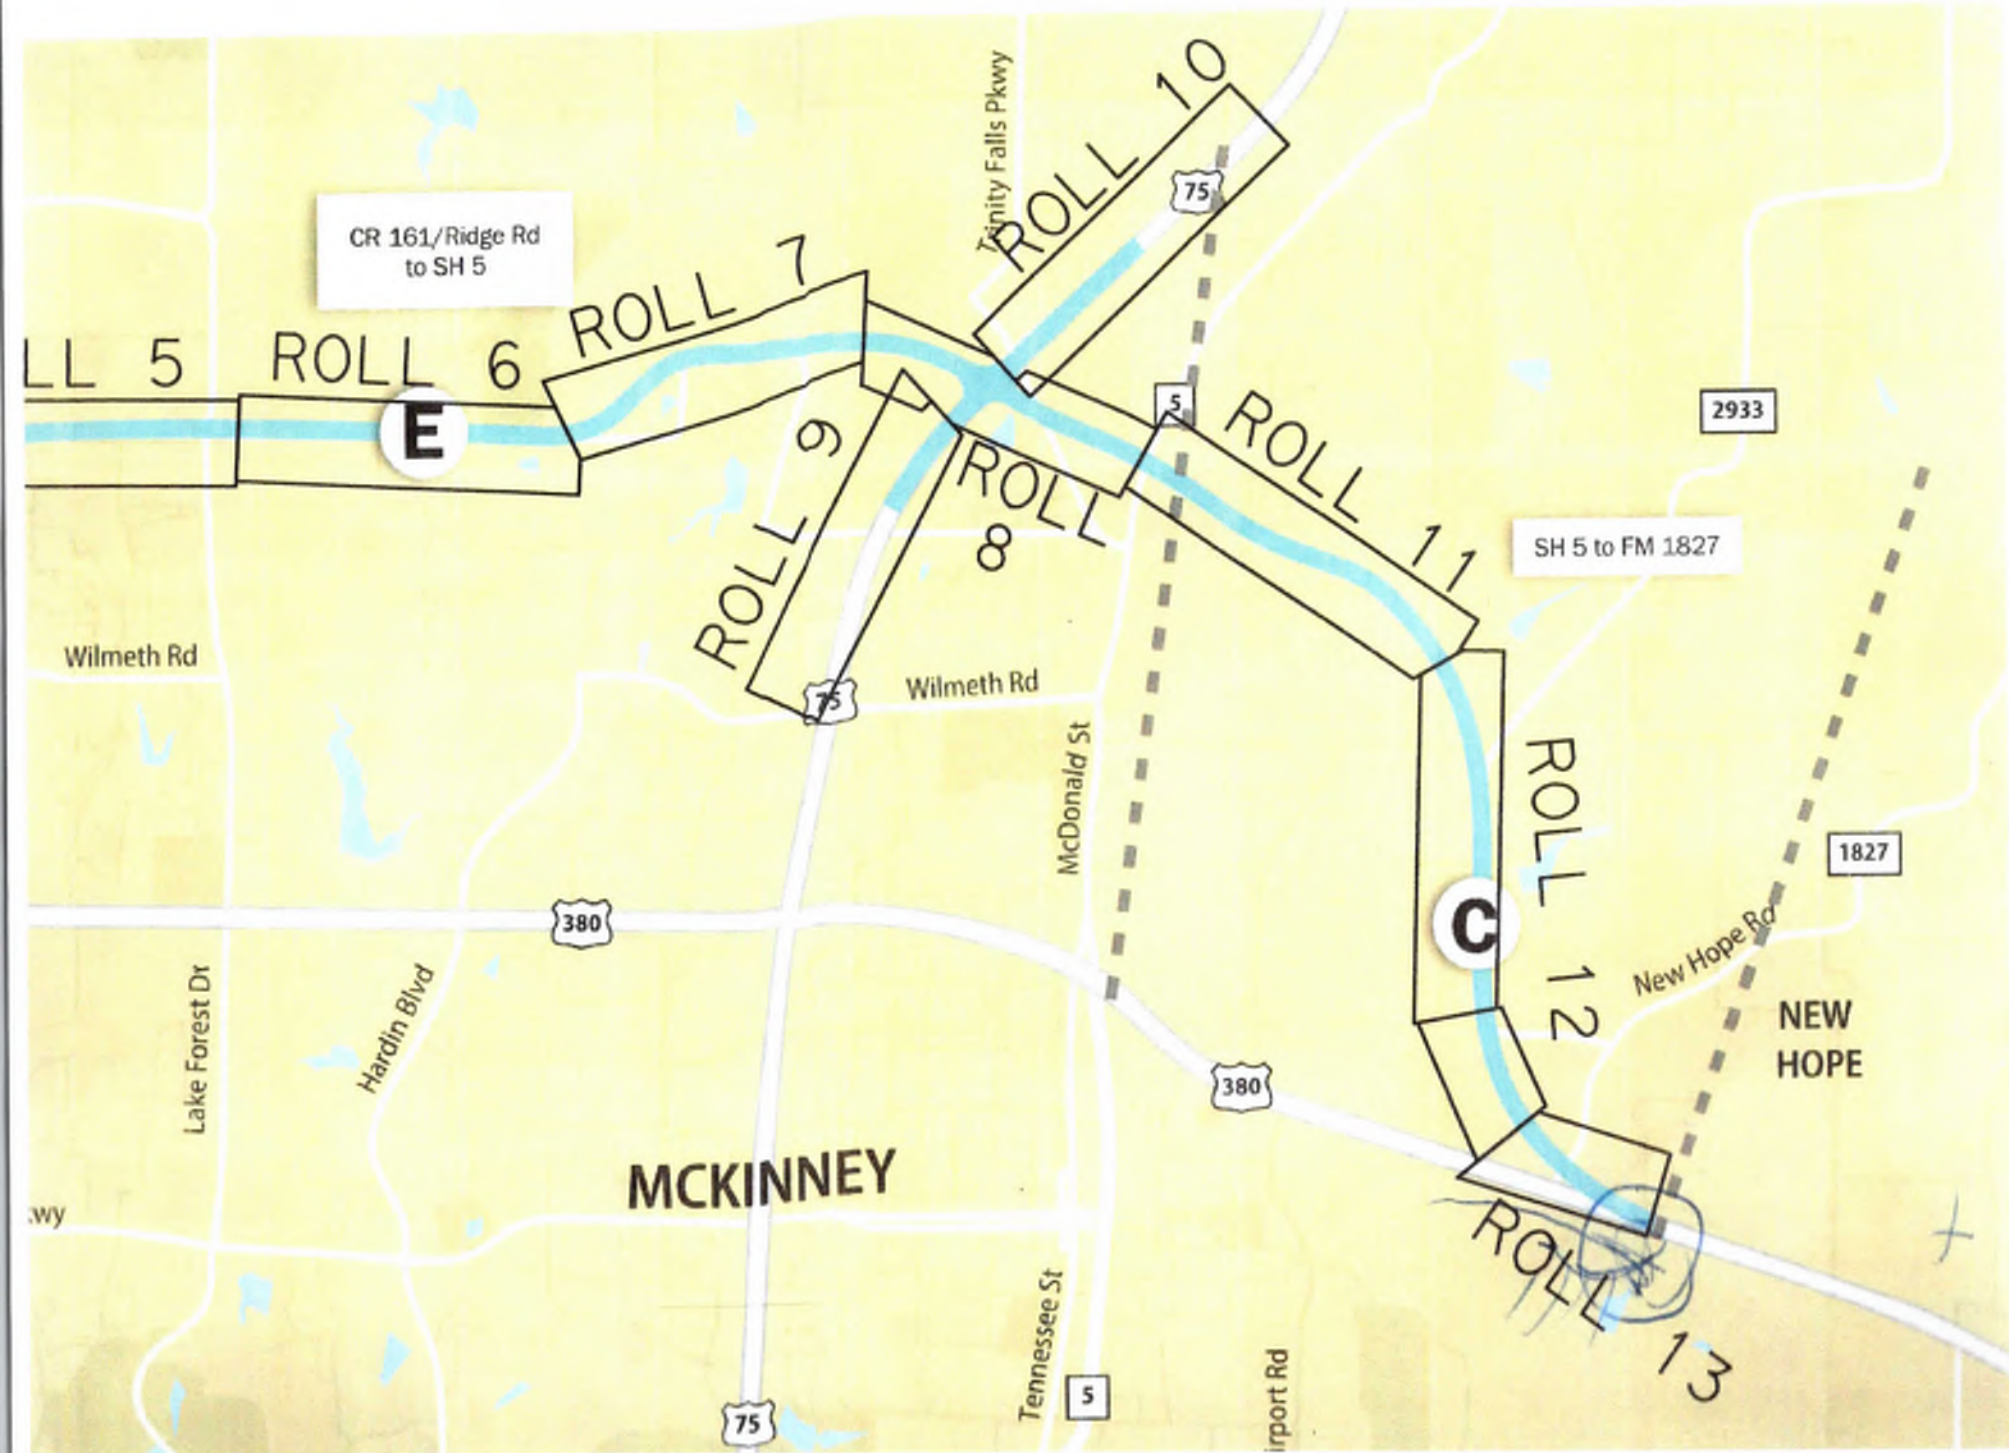 ROLL 10
Trinity Falls Pkwy
75
CR 161/Ridge Rd
to SH 5
ROLL 7
LL 5
ROLL 6
E
5
ROLL 11
2933
ROLL 9
ROLL 8
SH 5 to FM 1827
Wilmeth Rd
75
Wilmeth Rd
McDonald St
ROLL 12
1827
380
C
New Hope Rd
NEW
HOPE
Lake Forest Dr
Hardin Blvd
380
MCKINNEY
wy
ROLL 13
Tennessee St
75
5
irport Rd